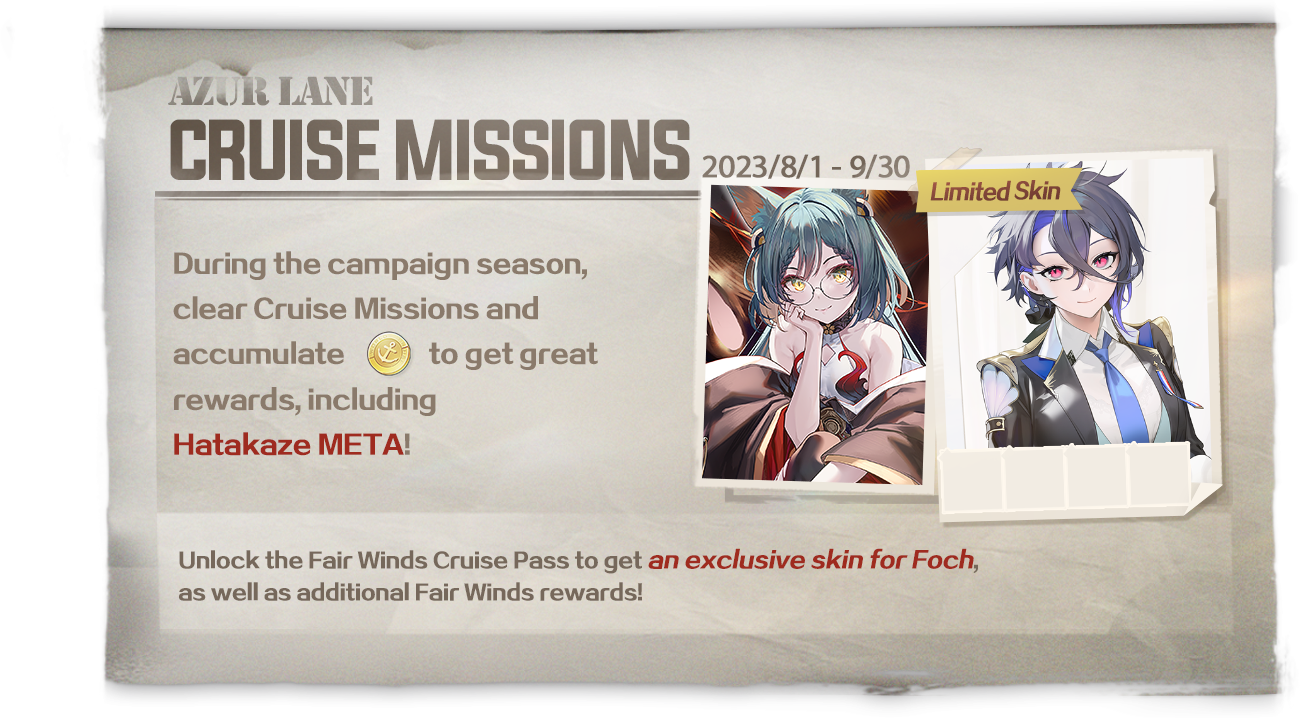 AZUR LANE
CRUISE MISSIONS
2023/8/1 - 9/30
Limited Skin
During the campaign season,
clear Cruise Missions and
accumulate to get great
rewards, including
Hatakaze META!
Unlock the Fair Winds Cruise Pass to get an exclusive skin for Foch,
as well as additional Fair Winds rewards!